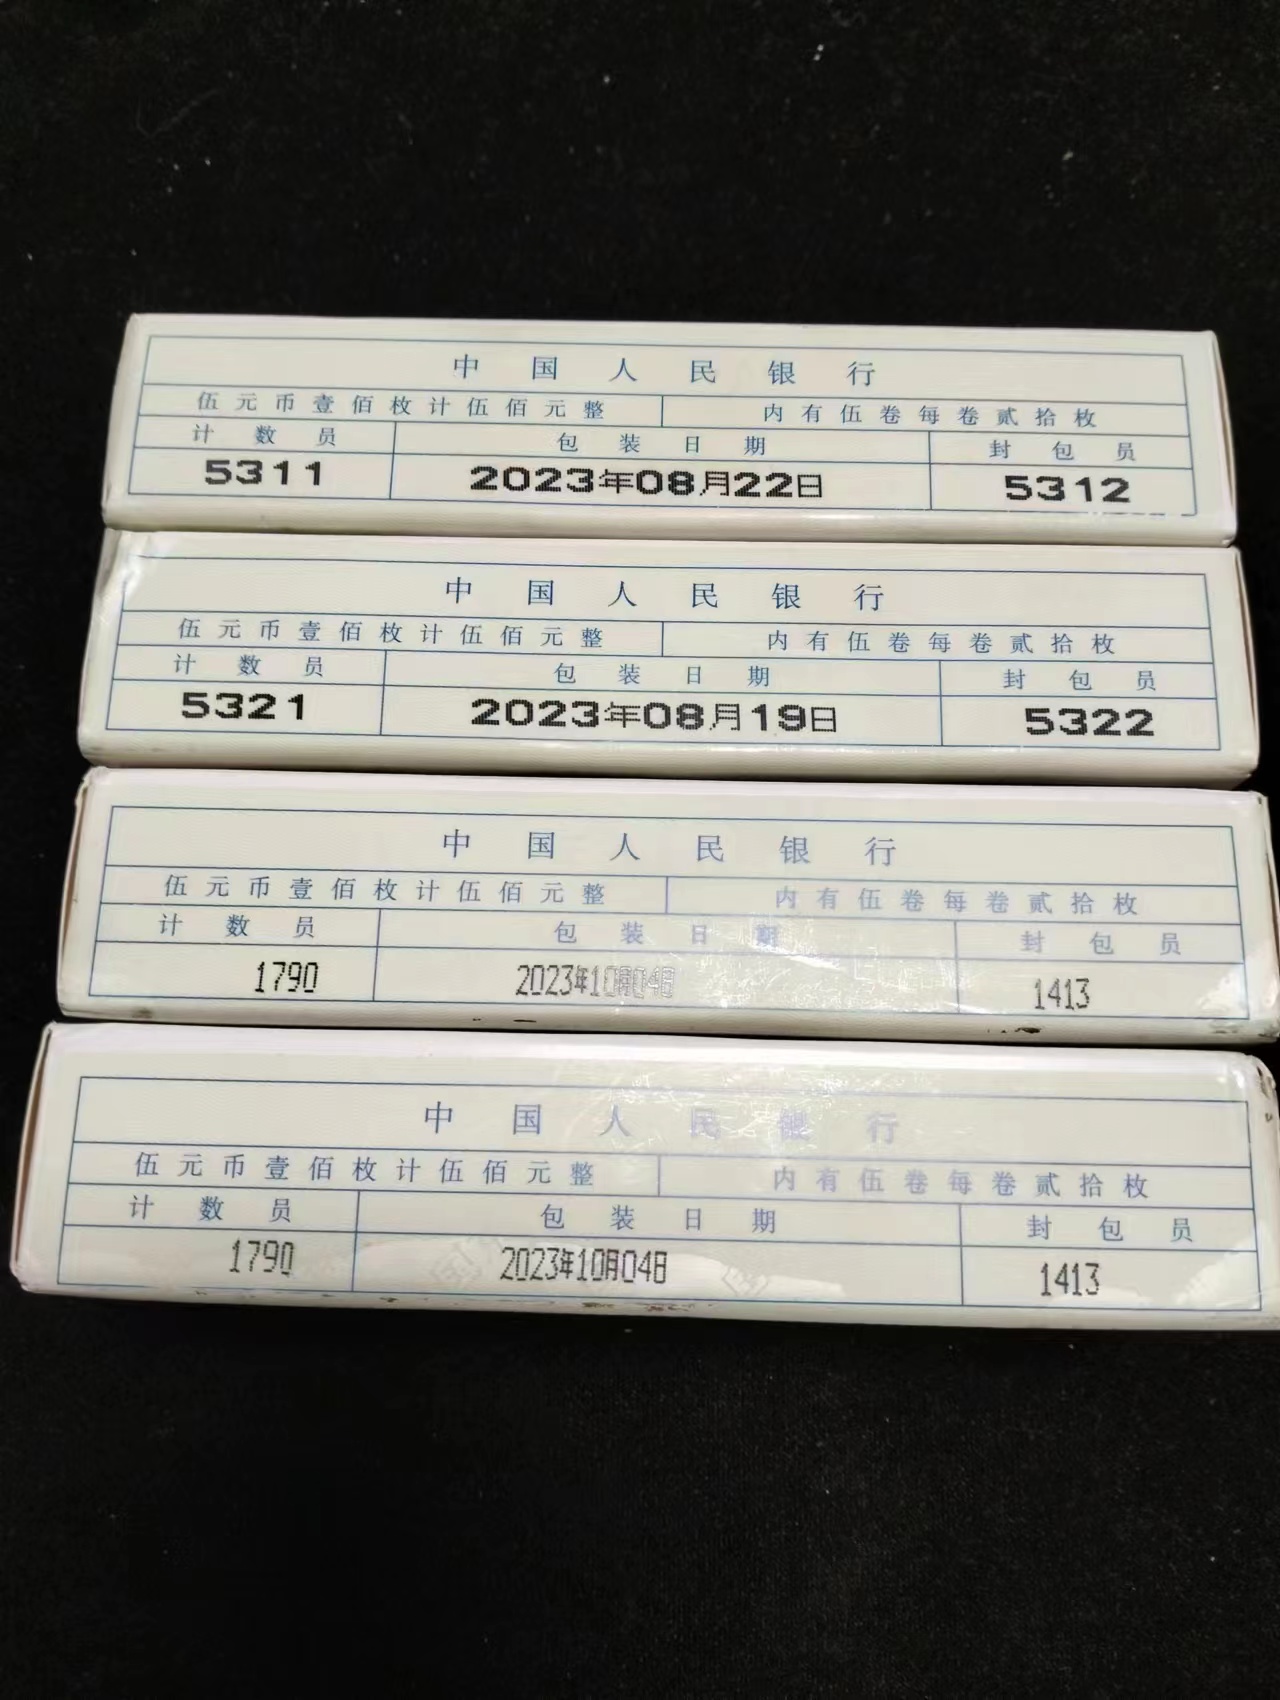 中国人民银行
伍元币壹佰枚计伍佰元整 内有伍卷每卷贰拾枚
计数员 包装日期 封包员
5311 2023年08月22日 5312
中国人民银行
伍元币壹佰枚计伍佰元整 内有伍卷每卷贰拾枚
计数员 包装日期 封包员
5321 2023年08月19日 5322
中国人民银行
伍元币壹佰枚计伍佰元整 内有伍卷每卷贰拾枚
计数员 包装日期 封包员
1790 2023年10月04日 1413
中国人民银行
伍元币壹佰枚计伍佰元整 内有伍卷每卷贰拾枚
计数员 包装日期 封包员
1790 2023年10月04日 1413